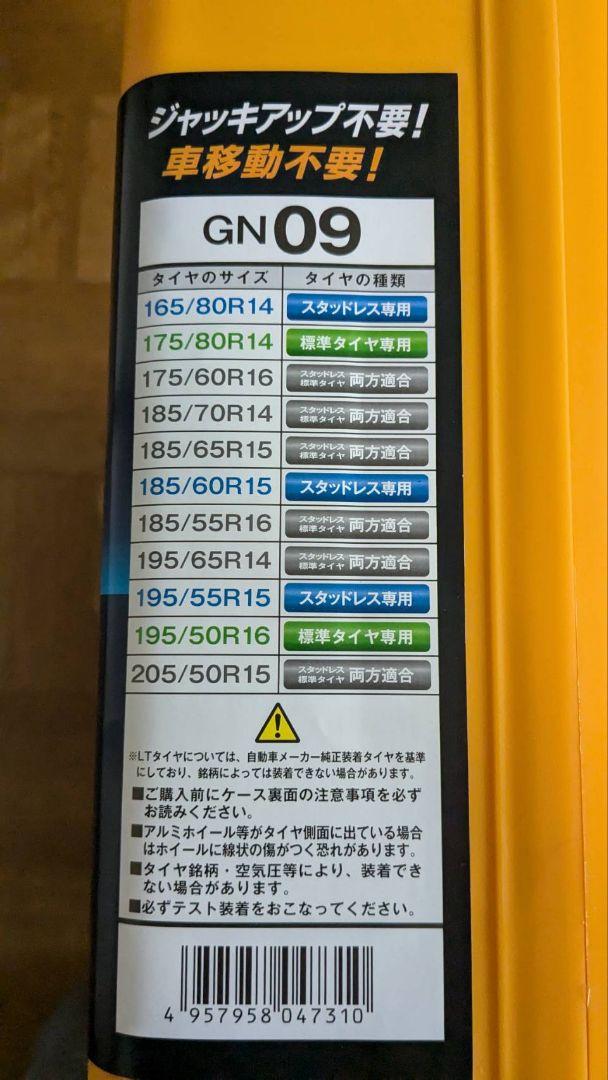 ジャッキアップ不要!
車移動不要!
GN09
タイヤのサイズ タイヤの種類
165/80R14 スタッドレス専用
175/80R14 標準タイヤ専用
175/60R16 スタッドレス 標準タイヤ 両方適合
185/70R14 スタッドレス 標準タイヤ 両方適合
185/65R15 スタッドレス 標準タイヤ 両方適合
185/60R15 スタッドレス専用
185/55R16 スタッドレス 標準タイヤ 両方適合
195/65R14 スタッドレス 標準タイヤ 両方適合
195/55R15 スタッドレス専用
195/50R16 標準タイヤ専用
205/50R15 スタッドレス 標準タイヤ 両方適合
※LTタイヤについては、自動車メーカー純正装着タイヤを基準
にしており、銘柄によっては装着できない場合があります。
■ご購入前にケース裏面の注意事項を必ず
お読みください。
■アルミホイール等がタイヤ側面に出ている場合
はホイールに線状の傷がつく恐れがあります。
■タイヤ銘柄・空気圧等により、装着でき
ない場合があります。
■必ずテスト装着をおこなってください。
4 957958 047310